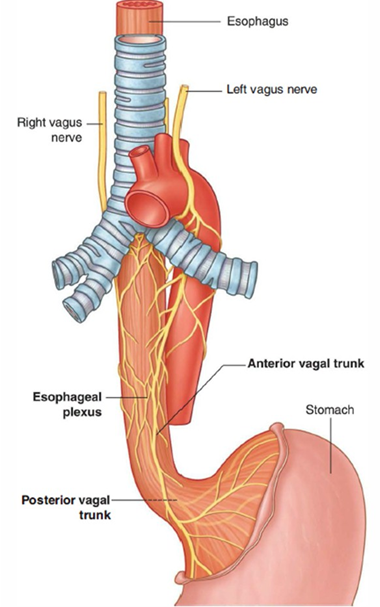 Esophagus
Left vagus nerve
Right vagus
nerve
Anterior vagal trunk
Esophageal
plexus
Stomach
Posterior vagal
trunk